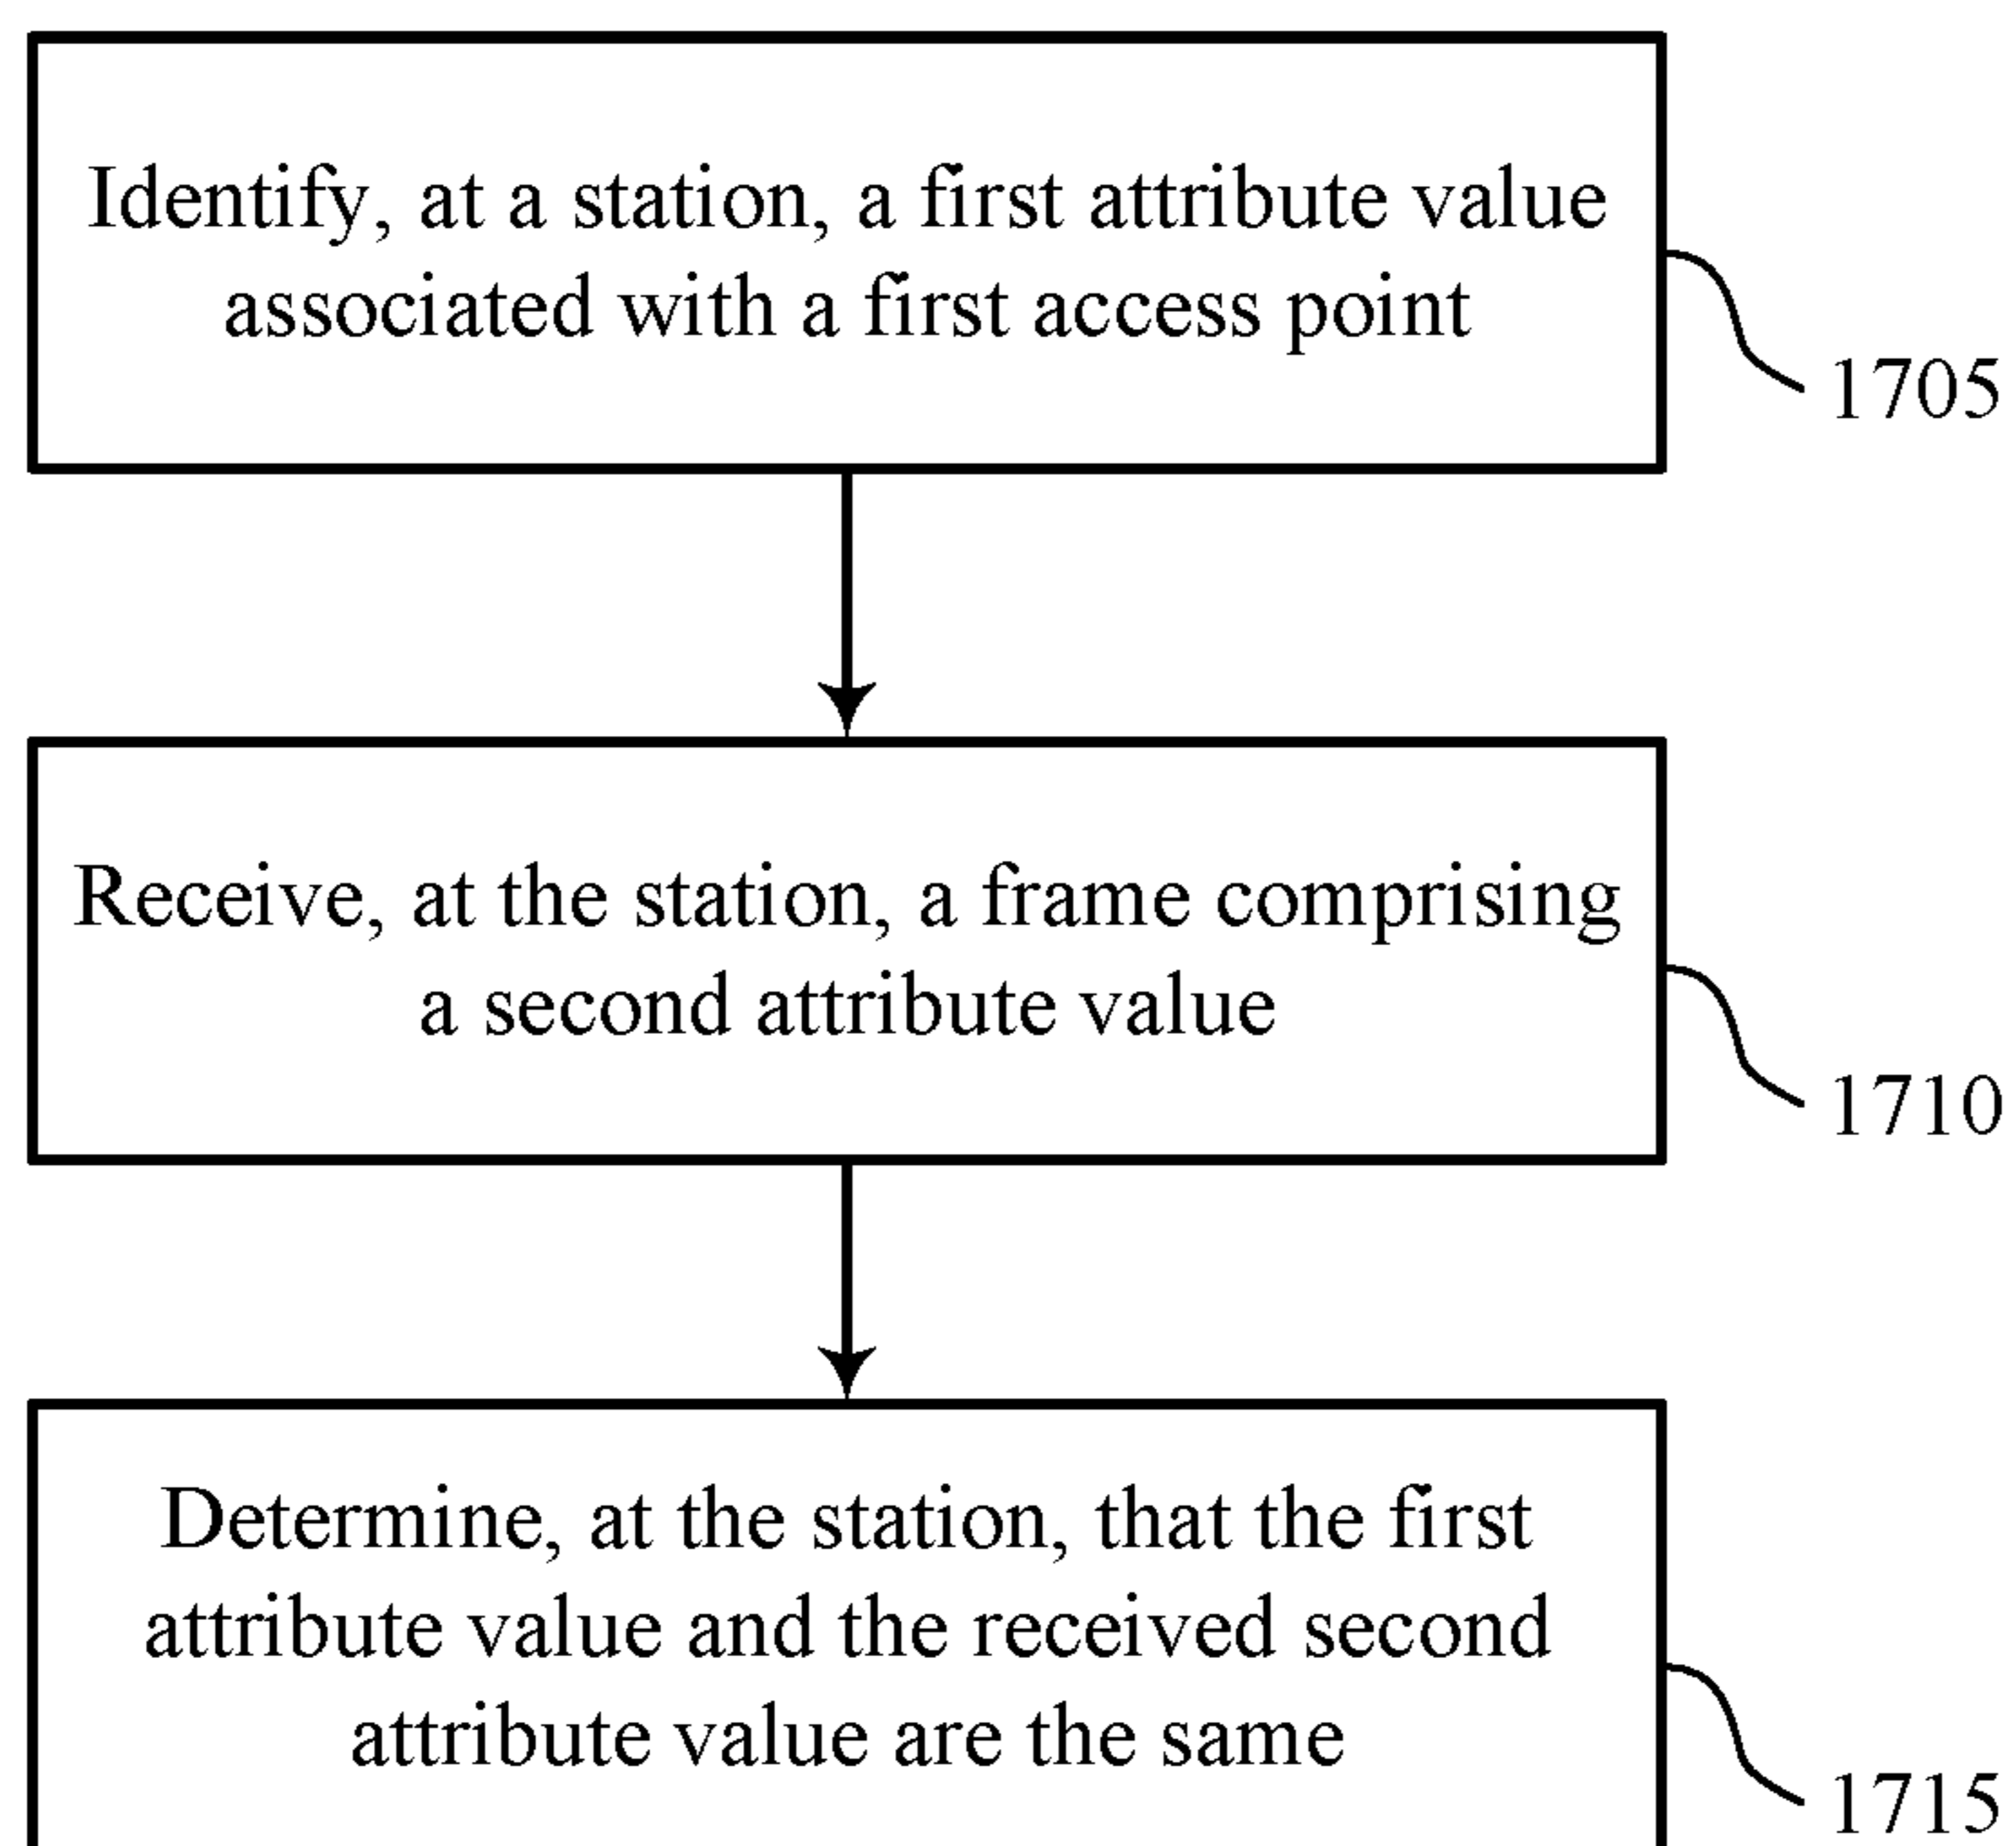 Identify, at a station, a first attribute value
associated with a first access point
1705
Receive, at the station, a frame comprising
a second attribute value
1710
Determine, at the station, that the first
attribute value and the received second
attribute value are the same
1715